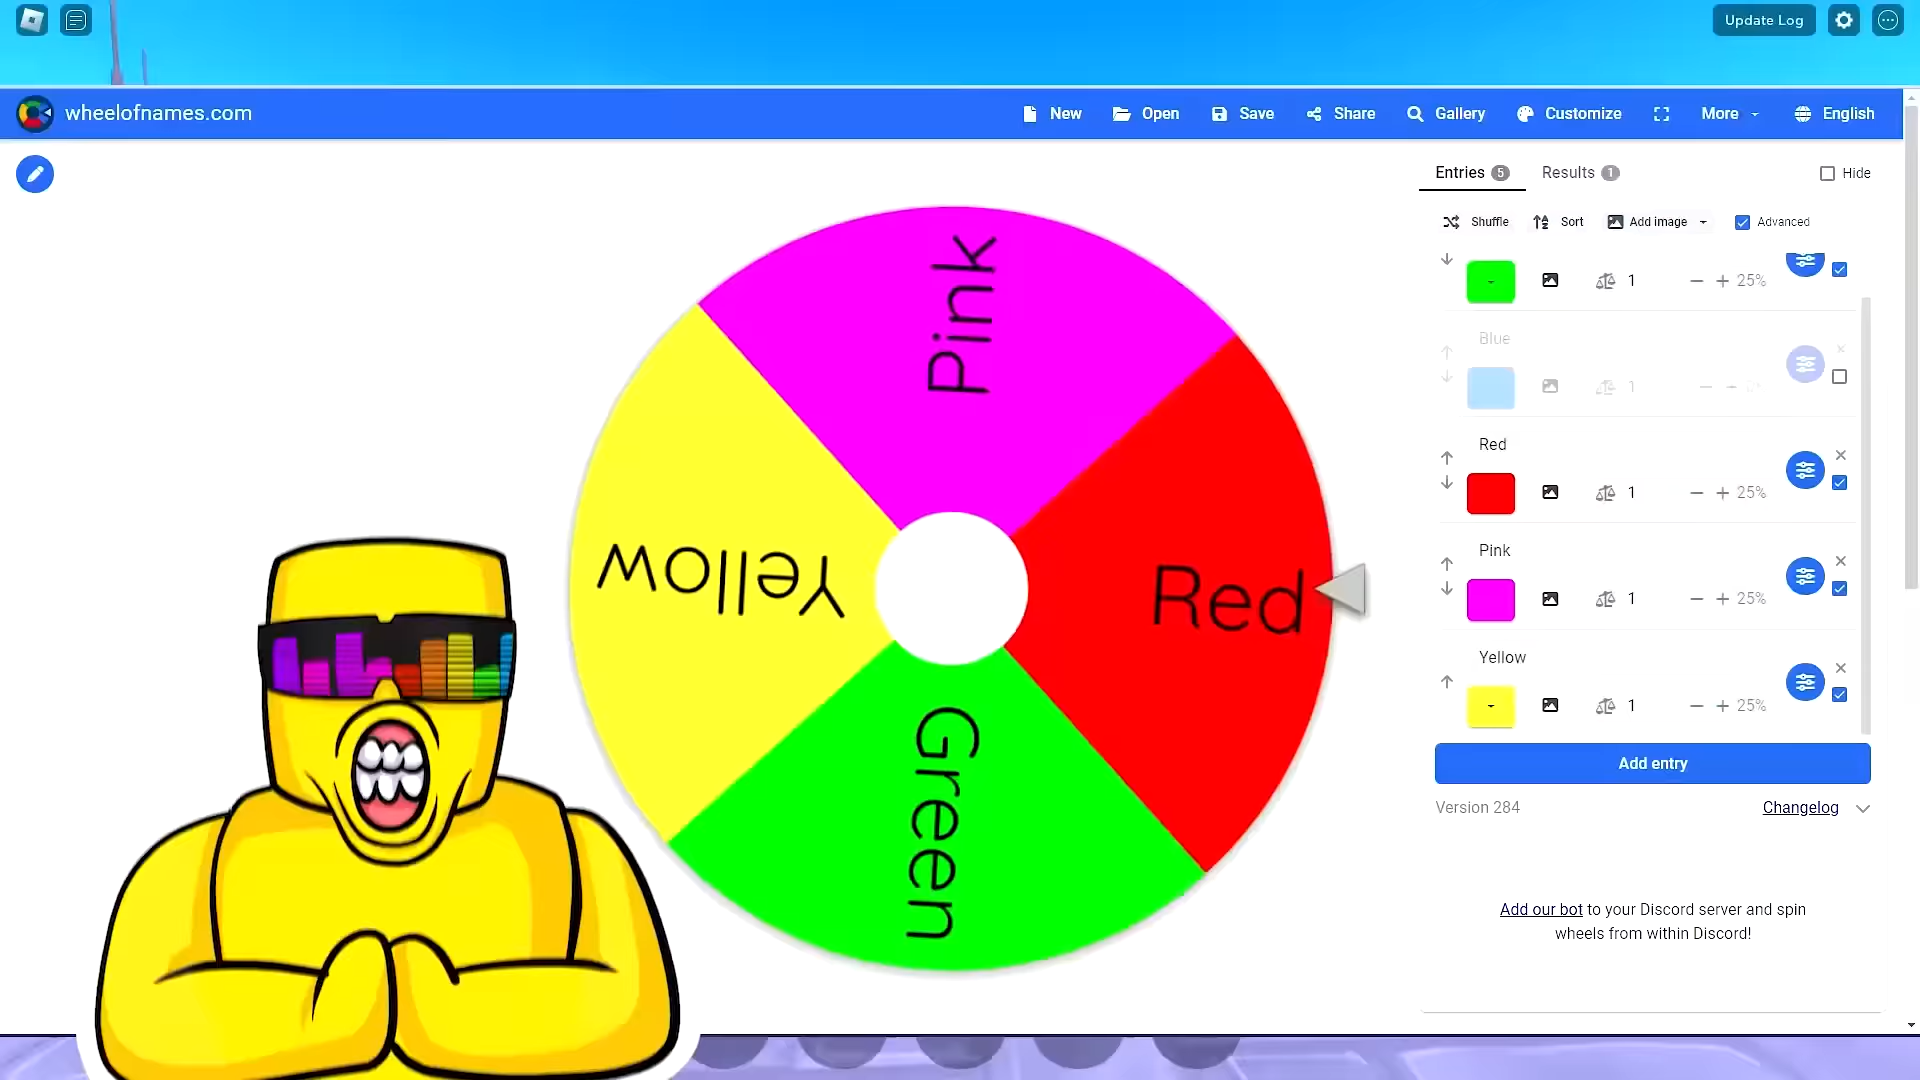 Update Log
wheelofnames.com
New
Open
Save
Share
Gallery
Customize
More
English
Entries 5
Results 1
Hide
Shuffle
Sort
Add image
Advanced
1
25%
Blue
1
Red
1
25%
Pink
1
25%
Yellow
1
25%
Add entry
Version 284
Changelog
Add our bot to your Discord server and spin
wheels from within Discord!
Pink
Red
Green
Yellow